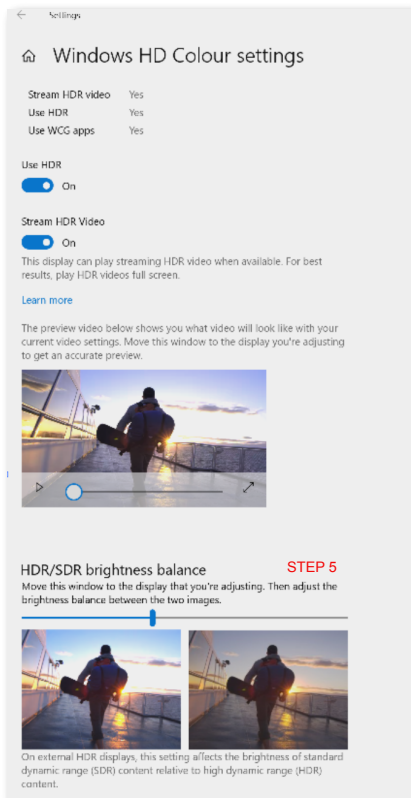 Settings
Windows HD Colour settings
Stream HDR video Yes
Use HDR Yes
Use WCG apps Yes
Use HDR
On
Stream HDR Video
On
This display can play streaming HDR video when available. For best
results, play HDR videos full screen.
Learn more
The preview video below shows you what video will look like with your
current video settings. Move this window to the display you're adjusting
to get an accurate preview.
HDR/SDR brightness balance STEP 5
Move this window to the display that you're adjusting. Then adjust the
brightness balance between the two images.
On external HDR displays, this setting affects the brightness of standard
dynamic range (SDR) content relative to high dynamic range (HDR)
content.